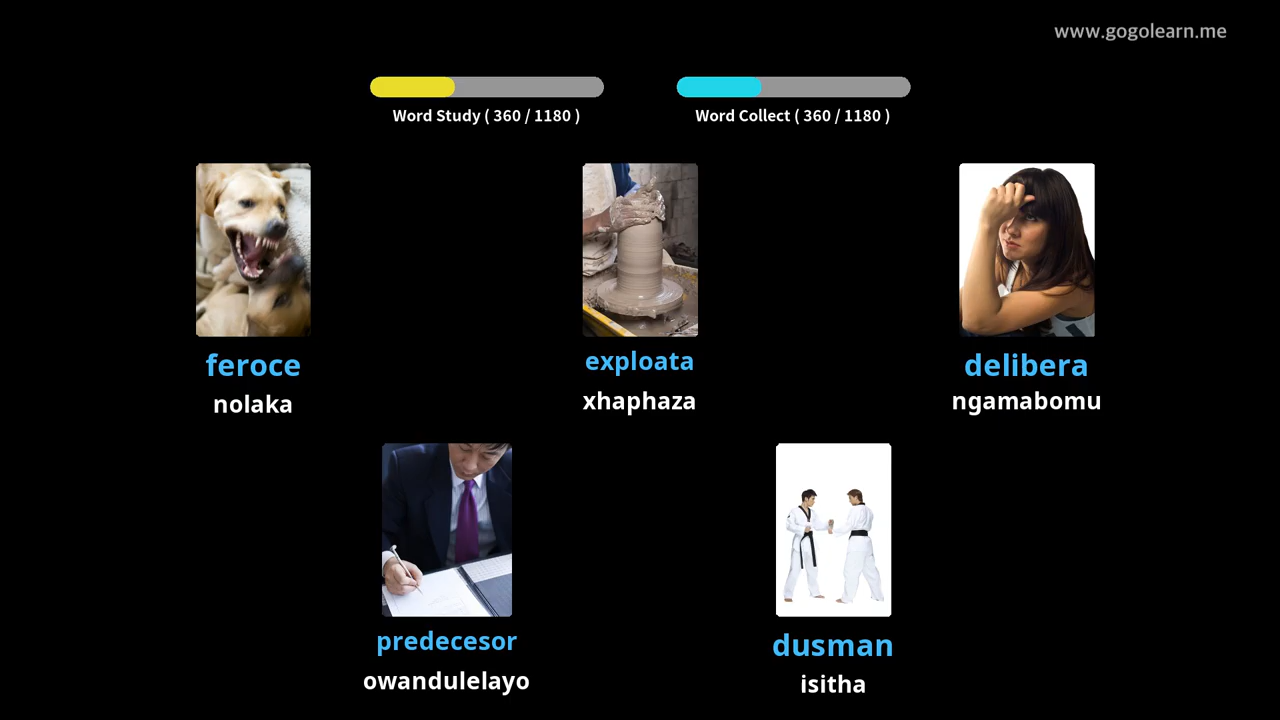 www.gogolearn.me
Word Study ( 360 / 1180 )
Word Collect ( 360 / 1180 )
feroce
nolaka
exploata
xhaphaza
delibera
ngamabomu
predecesor
owandulelayo
dusman
isitha